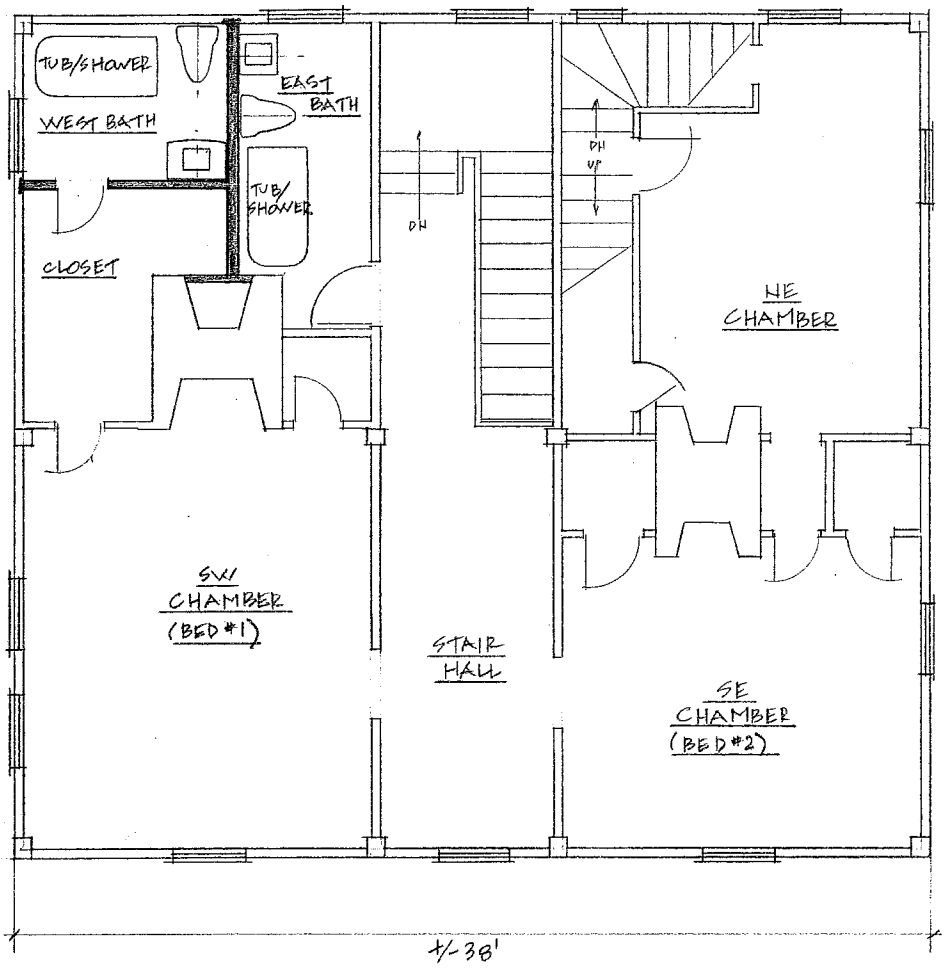 TUB/SHOWER
WEST BATH
EAST
BATH
TUB/
SHOWER
CLOSET
DN
DN
UP
NE
CHAMBER
SW
CHAMBER
(BED #1)
STAIR
HALL
SE
CHAMBER
(BED #2)
+/-38'